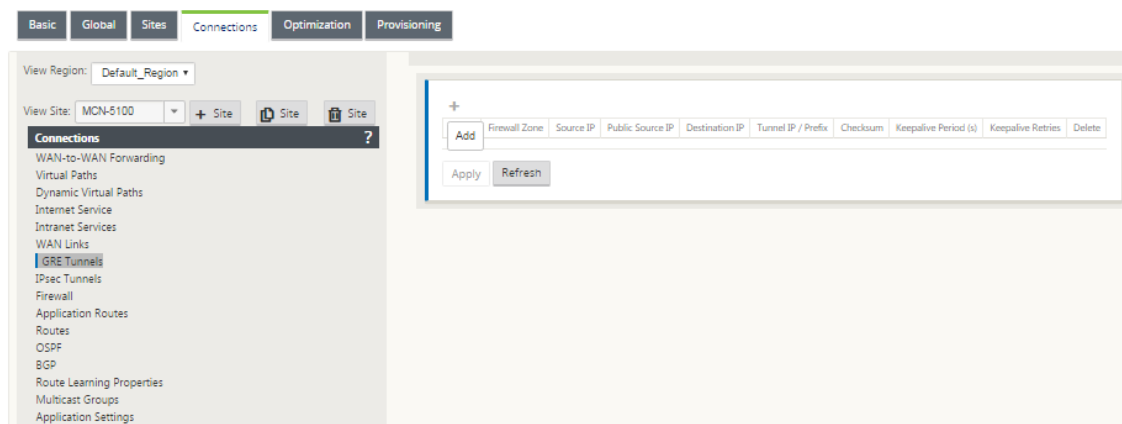 Basic Global Sites Connections Optimization Provisioning
View Region: Default_Region
View Site: MCN-5100 + Site Site Site
Connections ?
WAN-to-WAN Forwarding
Virtual Paths
Dynamic Virtual Paths
Internet Service
Intranet Services
WAN Links
GRE Tunnels
IPsec Tunnels
Firewall
Application Routes
Routes
OSPF
BGP
Route Learning Properties
Multicast Groups
Application Settings
+
Add Firewall Zone Source IP Public Source IP Destination IP Tunnel IP / Prefix Checksum Keepalive Period (s) Keepalive Retries Delete
Apply Refresh